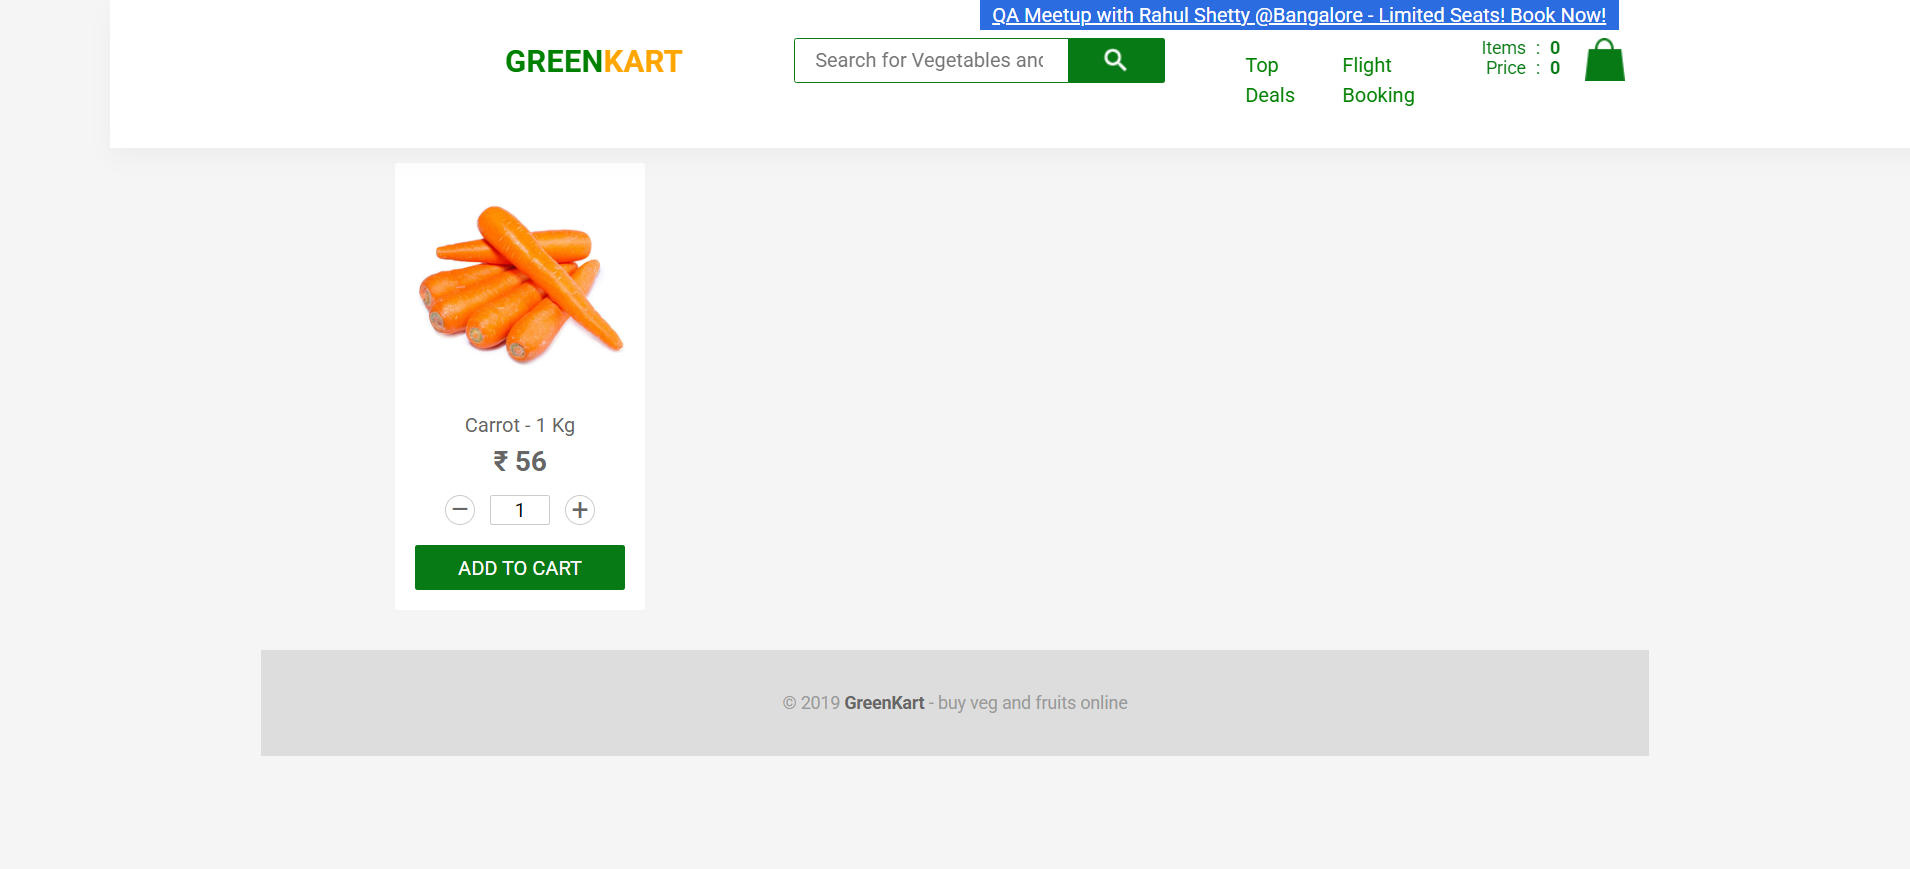 QA Meetup with Rahul Shetty @Bangalore - Limited Seats! Book Now!
GREENKART
Search for Vegetables and
Top
Deals
Flight
Booking
Items : 0
Price : 0
Carrot - 1 Kg
₹ 56
− 1 +
ADD TO CART
© 2019 GreenKart - buy veg and fruits online